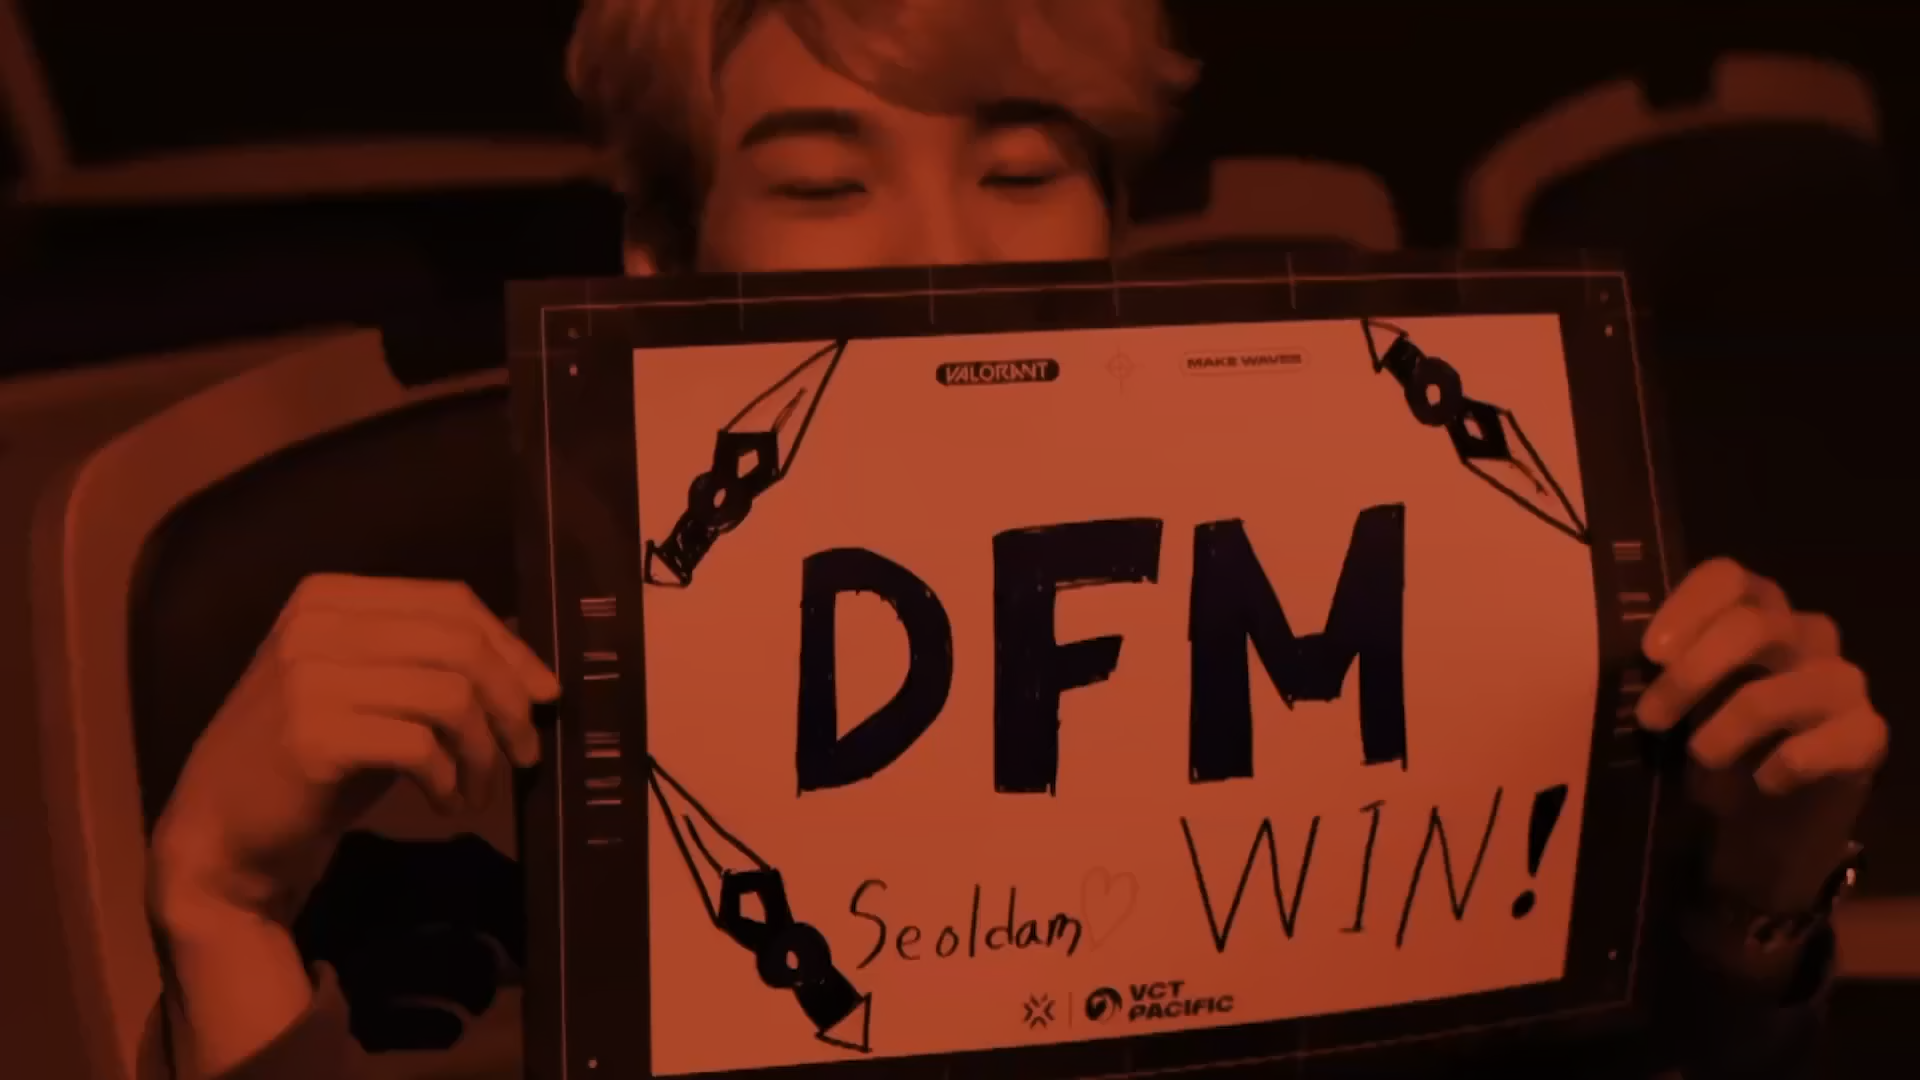 VALORANT MAKE WAVES
DFM
WIN!
Seoldam
VCT
PACIFIC